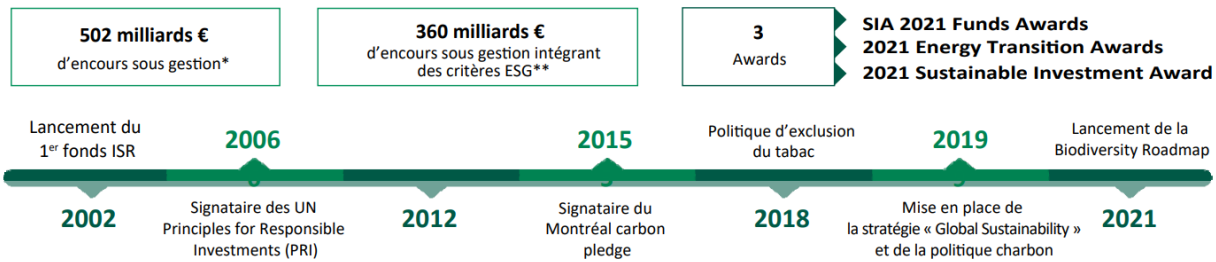 502 milliards €
d'encours sous gestion*
360 milliards €
d'encours sous gestion intégrant
des critères ESG**
3
Awards
SIA 2021 Funds Awards
2021 Energy Transition Awards
2021 Sustainable Investment Award
Lancement du
1er fonds ISR
2002
2006
Signataire des UN
Principles for Responsible
Investments (PRI)
2012
2015
Signataire du
Montréal carbon
pledge
Politique d'exclusion
du tabac
2018
2019
Mise en place de
la stratégie « Global Sustainability »
et de la politique charbon
Lancement de la
Biodiversity Roadmap
2021